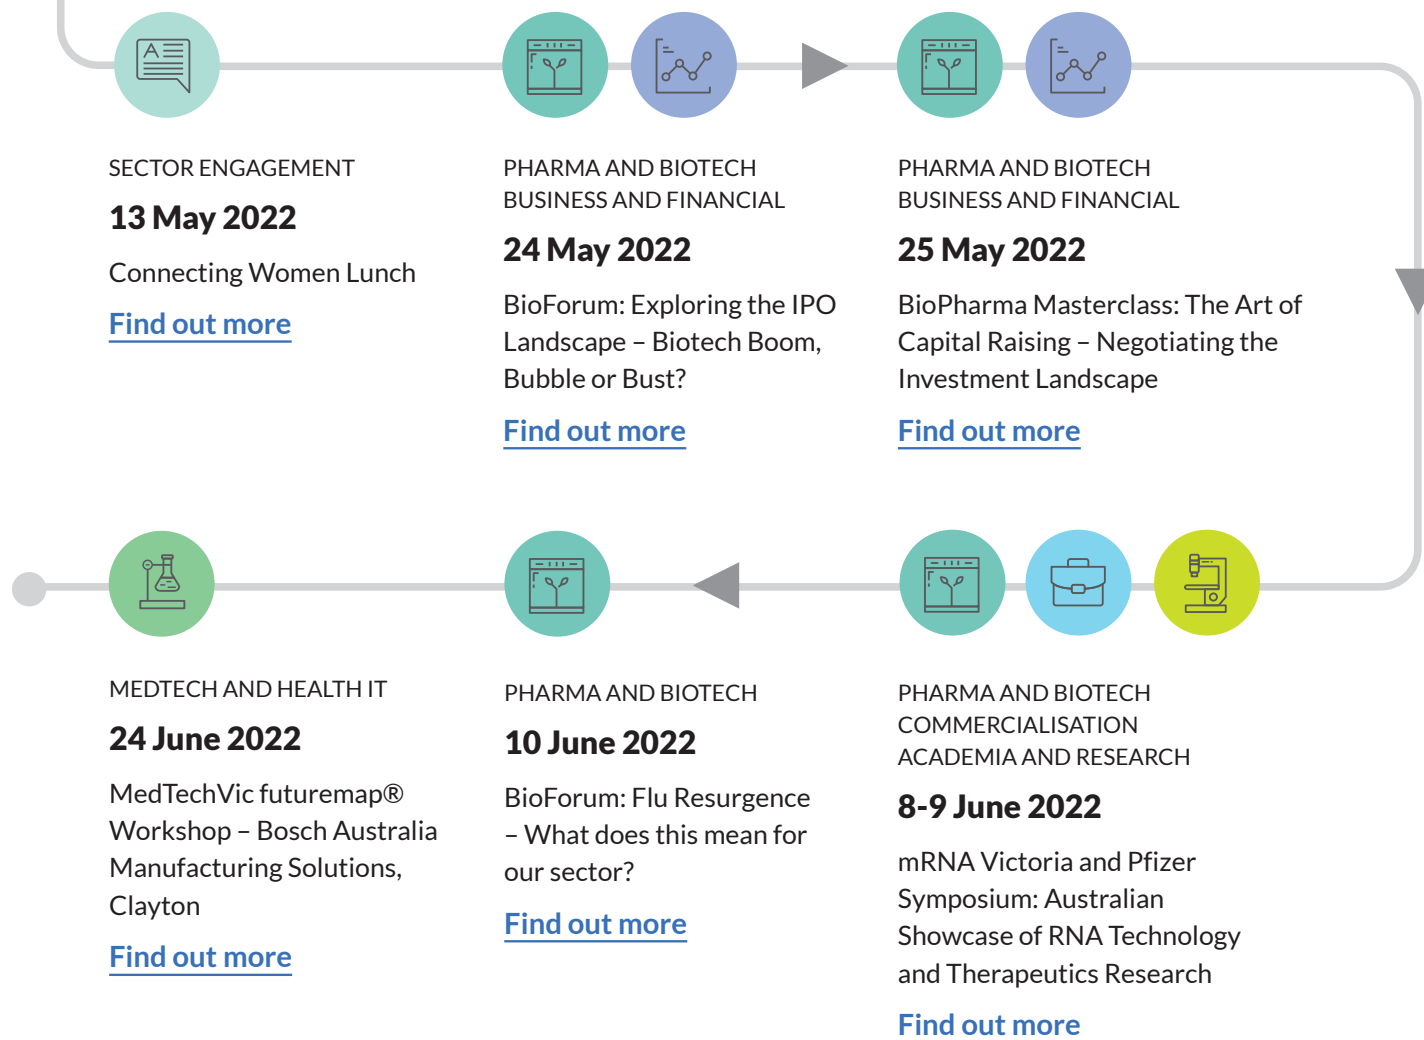 SECTOR ENGAGEMENT
13 May 2022
Connecting Women Lunch
Find out more
PHARMA AND BIOTECH
BUSINESS AND FINANCIAL
24 May 2022
BioForum: Exploring the IPO
Landscape – Biotech Boom,
Bubble or Bust?
Find out more
PHARMA AND BIOTECH
BUSINESS AND FINANCIAL
25 May 2022
BioPharma Masterclass: The Art of
Capital Raising – Negotiating the
Investment Landscape
Find out more
MEDTECH AND HEALTH IT
24 June 2022
MedTechVic futuremap®
Workshop – Bosch Australia
Manufacturing Solutions,
Clayton
Find out more
PHARMA AND BIOTECH
10 June 2022
BioForum: Flu Resurgence
– What does this mean for
our sector?
Find out more
PHARMA AND BIOTECH
COMMERCIALISATION
ACADEMIA AND RESEARCH
8-9 June 2022
mRNA Victoria and Pfizer
Symposium: Australian
Showcase of RNA Technology
and Therapeutics Research
Find out more